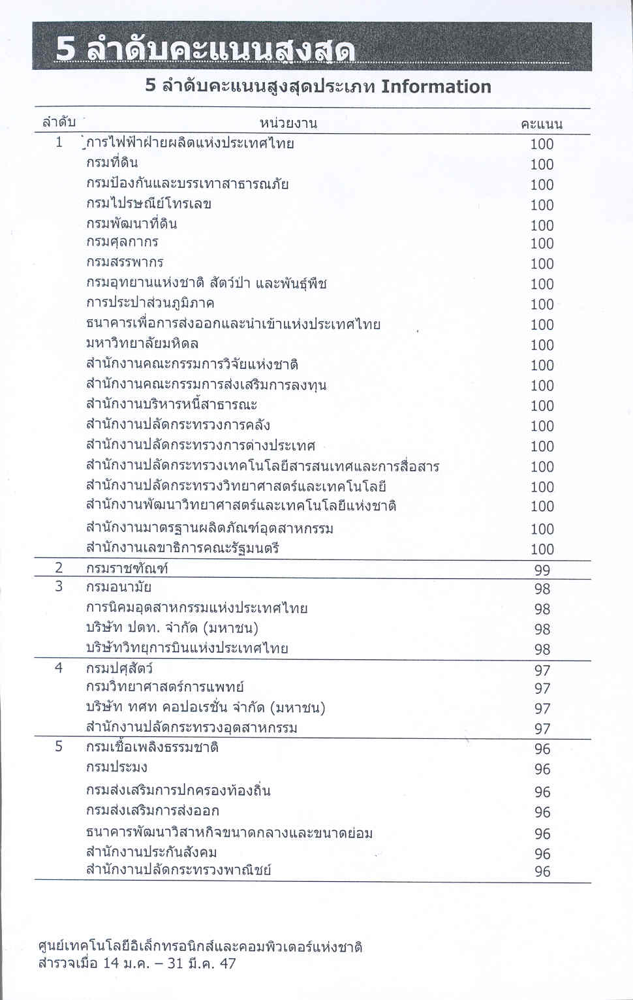 5 ลำดับคะแนนสูงสุด
5 ลำดับคะแนนสูงสุดประเภท Information
ลำดับ หน่วยงาน คะแนน
1 การไฟฟ้าฝ่ายผลิตแห่งประเทศไทย 100
กรมที่ดิน 100
กรมป้องกันและบรรเทาสาธารณภัย 100
กรมไปรษณีย์โทรเลข 100
กรมพัฒนาที่ดิน 100
กรมศุลกากร 100
กรมสรรพากร 100
กรมอุทยานแห่งชาติ สัตว์ป่า และพันธุ์พืช 100
การประปาส่วนภูมิภาค 100
ธนาคารเพื่อการส่งออกและนำเข้าแห่งประเทศไทย 100
มหาวิทยาลัยมหิดล 100
สำนักงานคณะกรรมการวิจัยแห่งชาติ 100
สำนักงานคณะกรรมการส่งเสริมการลงทุน 100
สำนักงานบริหารหนี้สาธารณะ 100
สำนักงานปลัดกระทรวงการคลัง 100
สำนักงานปลัดกระทรวงการต่างประเทศ 100
สำนักงานปลัดกระทรวงเทคโนโลยีสารสนเทศและการสื่อสาร 100
สำนักงานปลัดกระทรวงวิทยาศาสตร์และเทคโนโลยี 100
สำนักงานพัฒนาวิทยาศาสตร์และเทคโนโลยีแห่งชาติ 100
สำนักงานมาตรฐานผลิตภัณฑ์อุตสาหกรรม 100
สำนักงานเลขาธิการคณะรัฐมนตรี 100
2 กรมราชฑัณฑ์ 99
3 กรมอนามัย 98
การนิคมอุตสาหกรรมแห่งประเทศไทย 98
บริษัท ปตท. จำกัด (มหาชน) 98
บริษัทวิทยุการบินแห่งประเทศไทย 98
4 กรมปศุสัตว์ 97
กรมวิทยาศาสตร์การแพทย์ 97
บริษัท ทศท คอปอเรชั่น จำกัด (มหาชน) 97
สำนักงานปลัดกระทรวงอุตสาหกรรม 97
5 กรมเชื้อเพลิงธรรมชาติ 96
กรมประมง 96
กรมส่งเสริมการปกครองท้องถิ่น 96
กรมส่งเสริมการส่งออก 96
ธนาคารพัฒนาวิสาหกิจขนาดกลางและขนาดย่อม 96
สำนักงานประกันสังคม 96
สำนักงานปลัดกระทรวงพาณิชย์ 96
ศูนย์เทคโนโลยีอิเล็กทรอนิกส์และคอมพิวเตอร์แห่งชาติ
สำรวจเมื่อ 14 ม.ค. – 31 มี.ค. 47